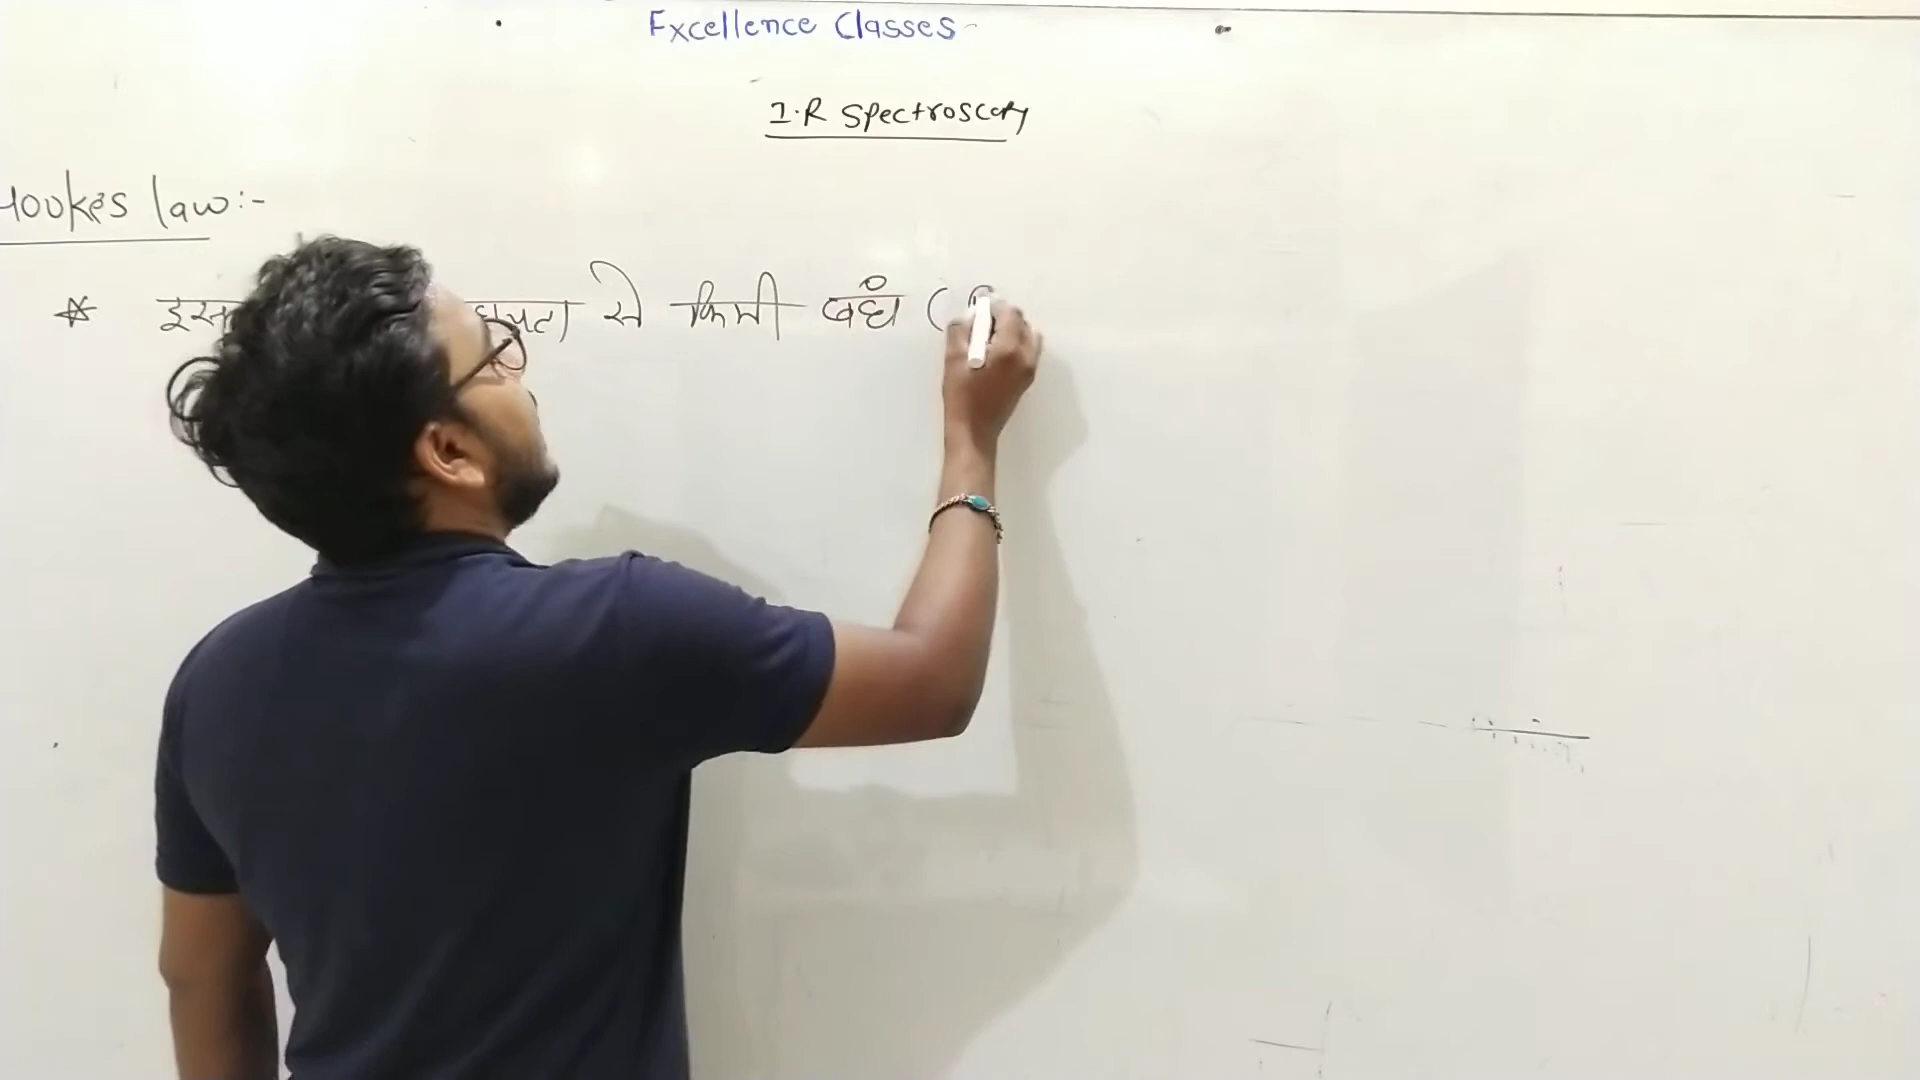 Excellence Classes
I.R Spectroscopy
Hookes law:-
* से किसी बंध (